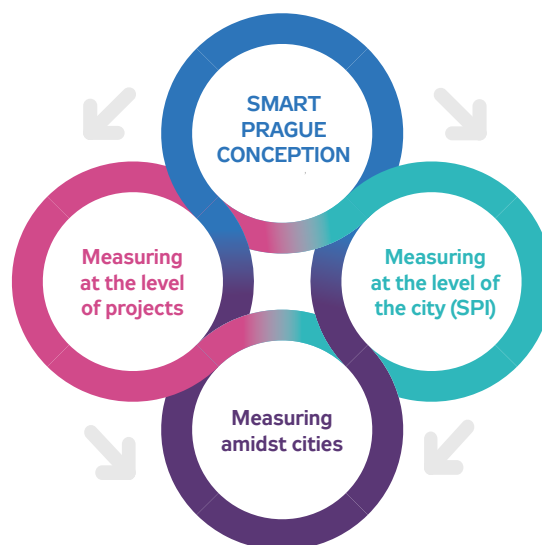 SMART
PRAGUE
CONCEPTION
Measuring
at the level
of projects
Measuring
at the level of
the city (SPI)
Measuring
amidst cities